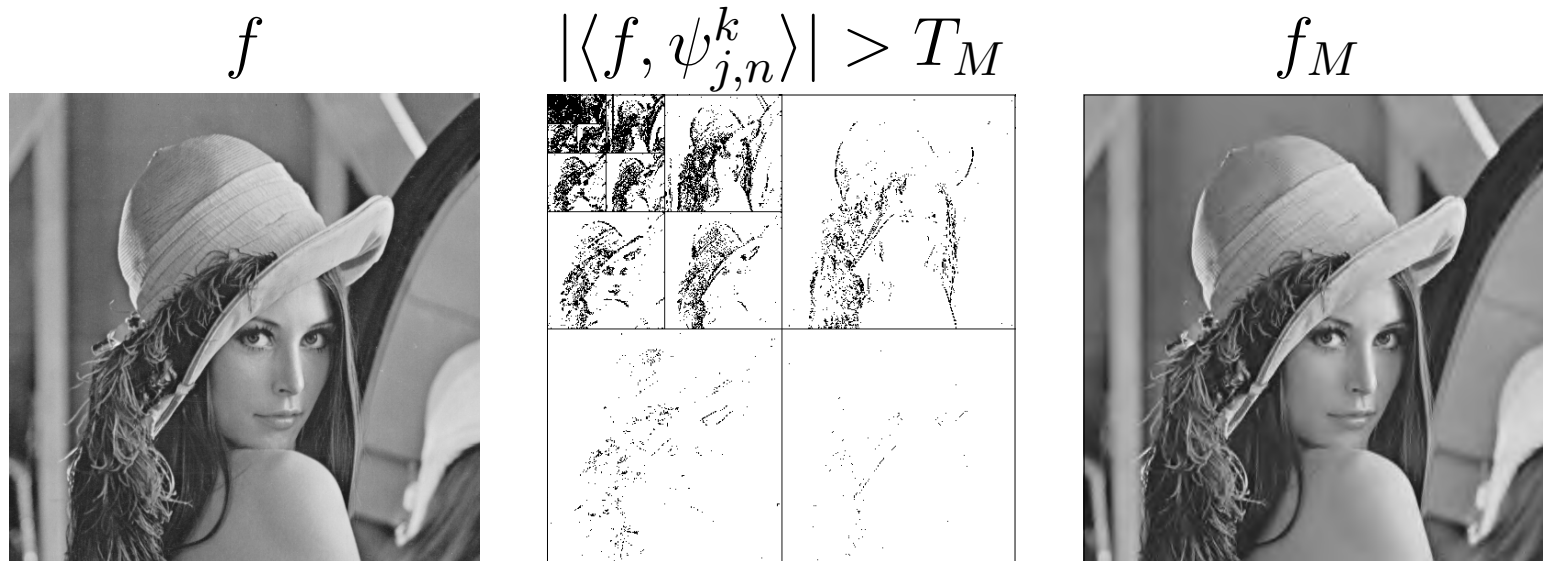 f
|⟨f, ψ^k_{j,n}⟩| > T_M
f_M